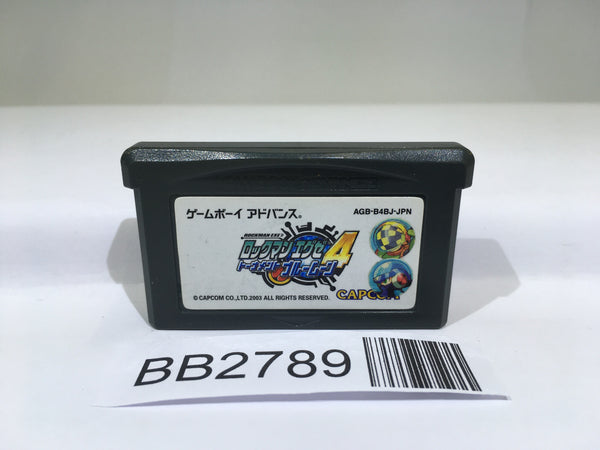 ゲームボーイ アドバンス®
AGB-B4BJ-JPN
ROCKMAN EXE4
ロックマン エグゼ 4
トーナメント ブルームーン
© CAPCOM CO.,LTD.2003 ALL RIGHTS RESERVED.
CAPCOM
BB2789